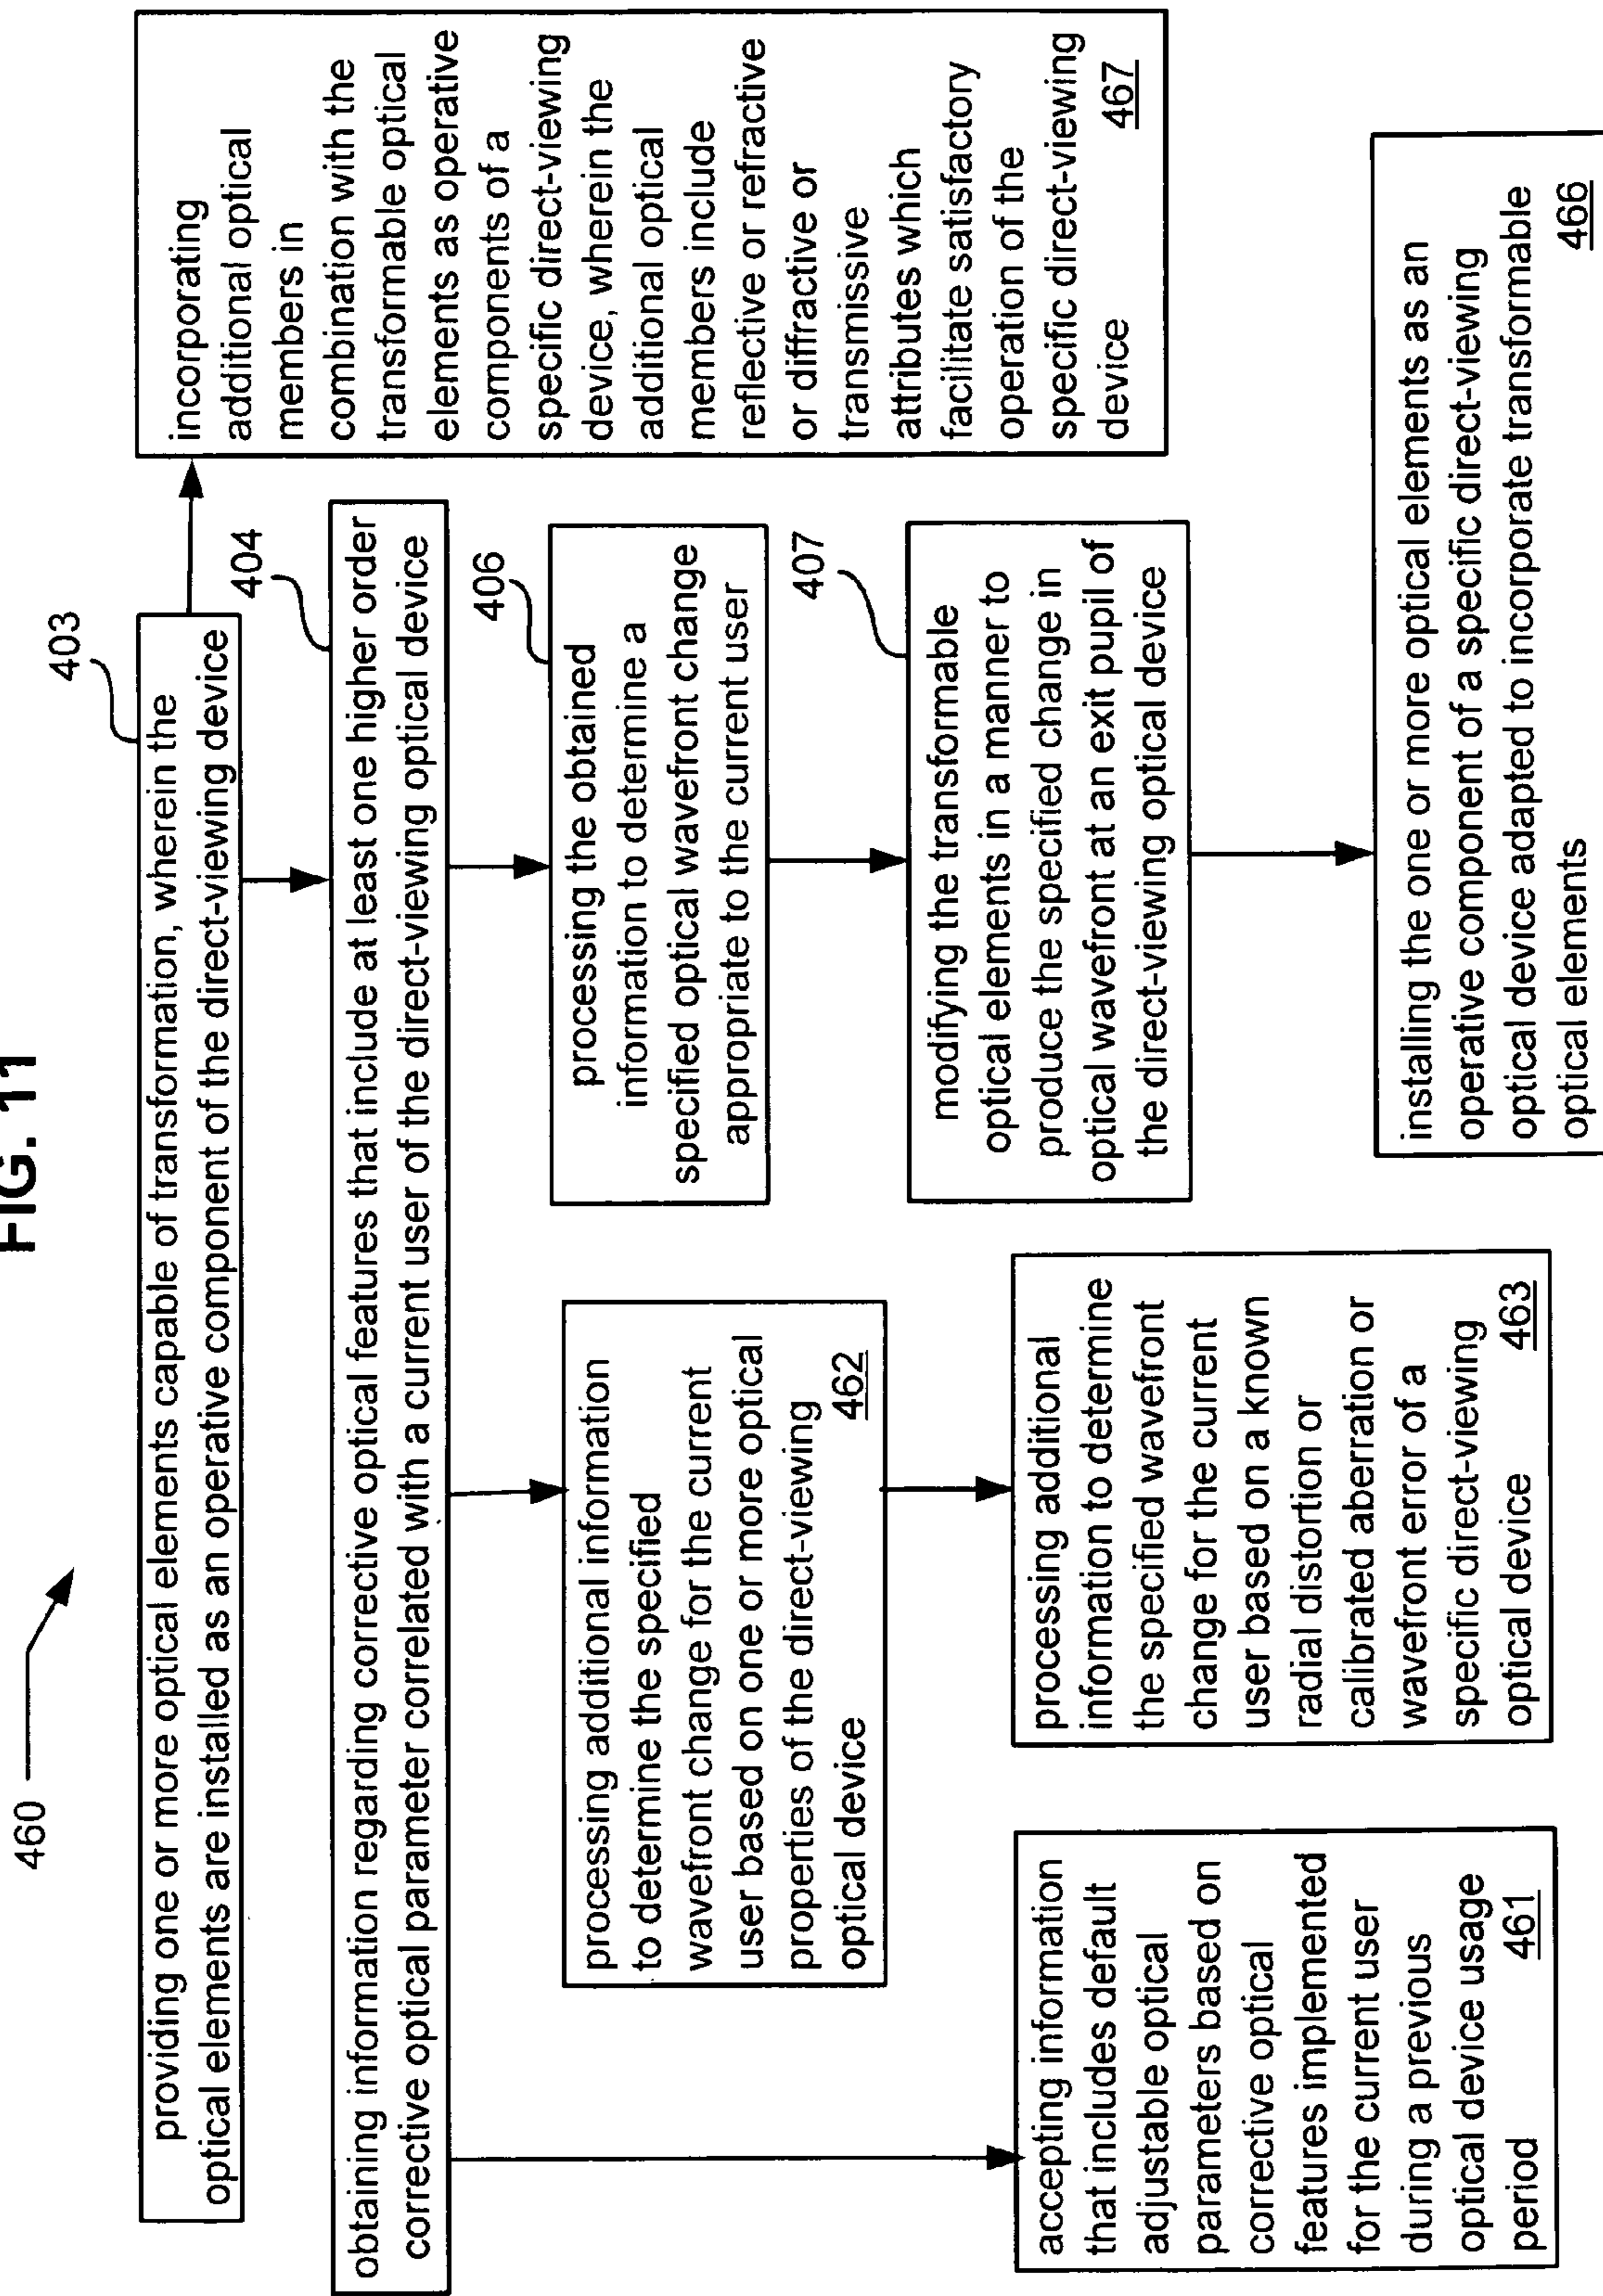 FIG. 11
460
403
providing one or more optical elements capable of transformation, wherein the
optical elements are installed as an operative component of the direct-viewing device
404
obtaining information regarding corrective optical features that include at least one higher order
corrective optical parameter correlated with a current user of the direct-viewing optical device
incorporating
additional optical
members in
combination with the
transformable optical
elements as operative
components of a
specific direct-viewing
device, wherein the
additional optical
members include
reflective or refractive
or diffractive or
transmissive
attributes which
facilitate satisfactory
operation of the
specific direct-viewing
device 467
406
processing the obtained
information to determine a
specified optical wavefront change
appropriate to the current user
407
modifying the transformable
optical elements in a manner to
produce the specified change in
optical wavefront at an exit pupil of
the direct-viewing optical device
processing additional information
to determine the specified
wavefront change for the current
user based on one or more optical
properties of the direct-viewing
optical device 462
accepting information
that includes default
adjustable optical
parameters based on
corrective optical
features implemented
for the current user
during a previous
optical device usage
period 461
processing additional
information to determine
the specified wavefront
change for the current
user based on a known
radial distortion or
calibrated aberration or
wavefront error of a
specific direct-viewing
optical device 463
installing the one or more optical elements as an
operative component of a specific direct-viewing
optical device adapted to incorporate transformable
optical elements 466